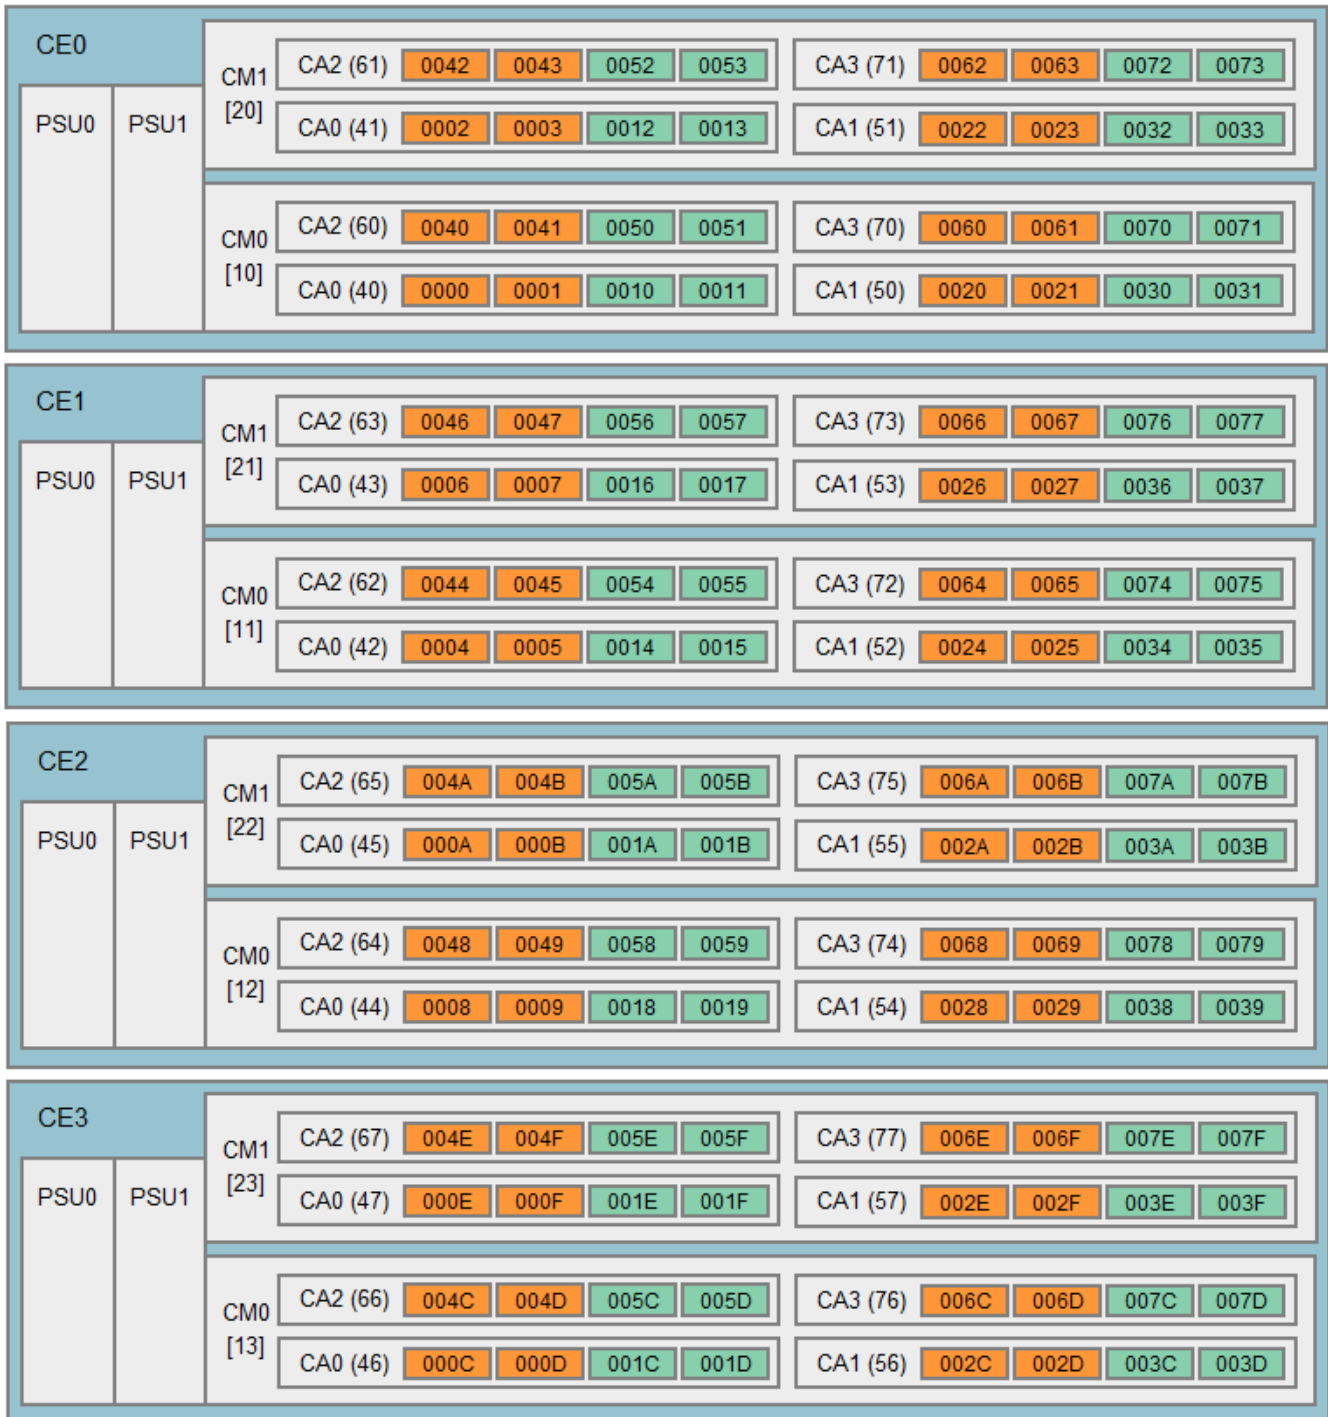 CE0
PSU0 PSU1
CM1
[20]
CA2 (61) 0042 0043 0052 0053 CA3 (71) 0062 0063 0072 0073
CA0 (41) 0002 0003 0012 0013 CA1 (51) 0022 0023 0032 0033
CM0
[10]
CA2 (60) 0040 0041 0050 0051 CA3 (70) 0060 0061 0070 0071
CA0 (40) 0000 0001 0010 0011 CA1 (50) 0020 0021 0030 0031
CE1
PSU0 PSU1
CM1
[21]
CA2 (63) 0046 0047 0056 0057 CA3 (73) 0066 0067 0076 0077
CA0 (43) 0006 0007 0016 0017 CA1 (53) 0026 0027 0036 0037
CM0
[11]
CA2 (62) 0044 0045 0054 0055 CA3 (72) 0064 0065 0074 0075
CA0 (42) 0004 0005 0014 0015 CA1 (52) 0024 0025 0034 0035
CE2
PSU0 PSU1
CM1
[22]
CA2 (65) 004A 004B 005A 005B CA3 (75) 006A 006B 007A 007B
CA0 (45) 000A 000B 001A 001B CA1 (55) 002A 002B 003A 003B
CM0
[12]
CA2 (64) 0048 0049 0058 0059 CA3 (74) 0068 0069 0078 0079
CA0 (44) 0008 0009 0018 0019 CA1 (54) 0028 0029 0038 0039
CE3
PSU0 PSU1
CM1
[23]
CA2 (67) 004E 004F 005E 005F CA3 (77) 006E 006F 007E 007F
CA0 (47) 000E 000F 001E 001F CA1 (57) 002E 002F 003E 003F
CM0
[13]
CA2 (66) 004C 004D 005C 005D CA3 (76) 006C 006D 007C 007D
CA0 (46) 000C 000D 001C 001D CA1 (56) 002C 002D 003C 003D